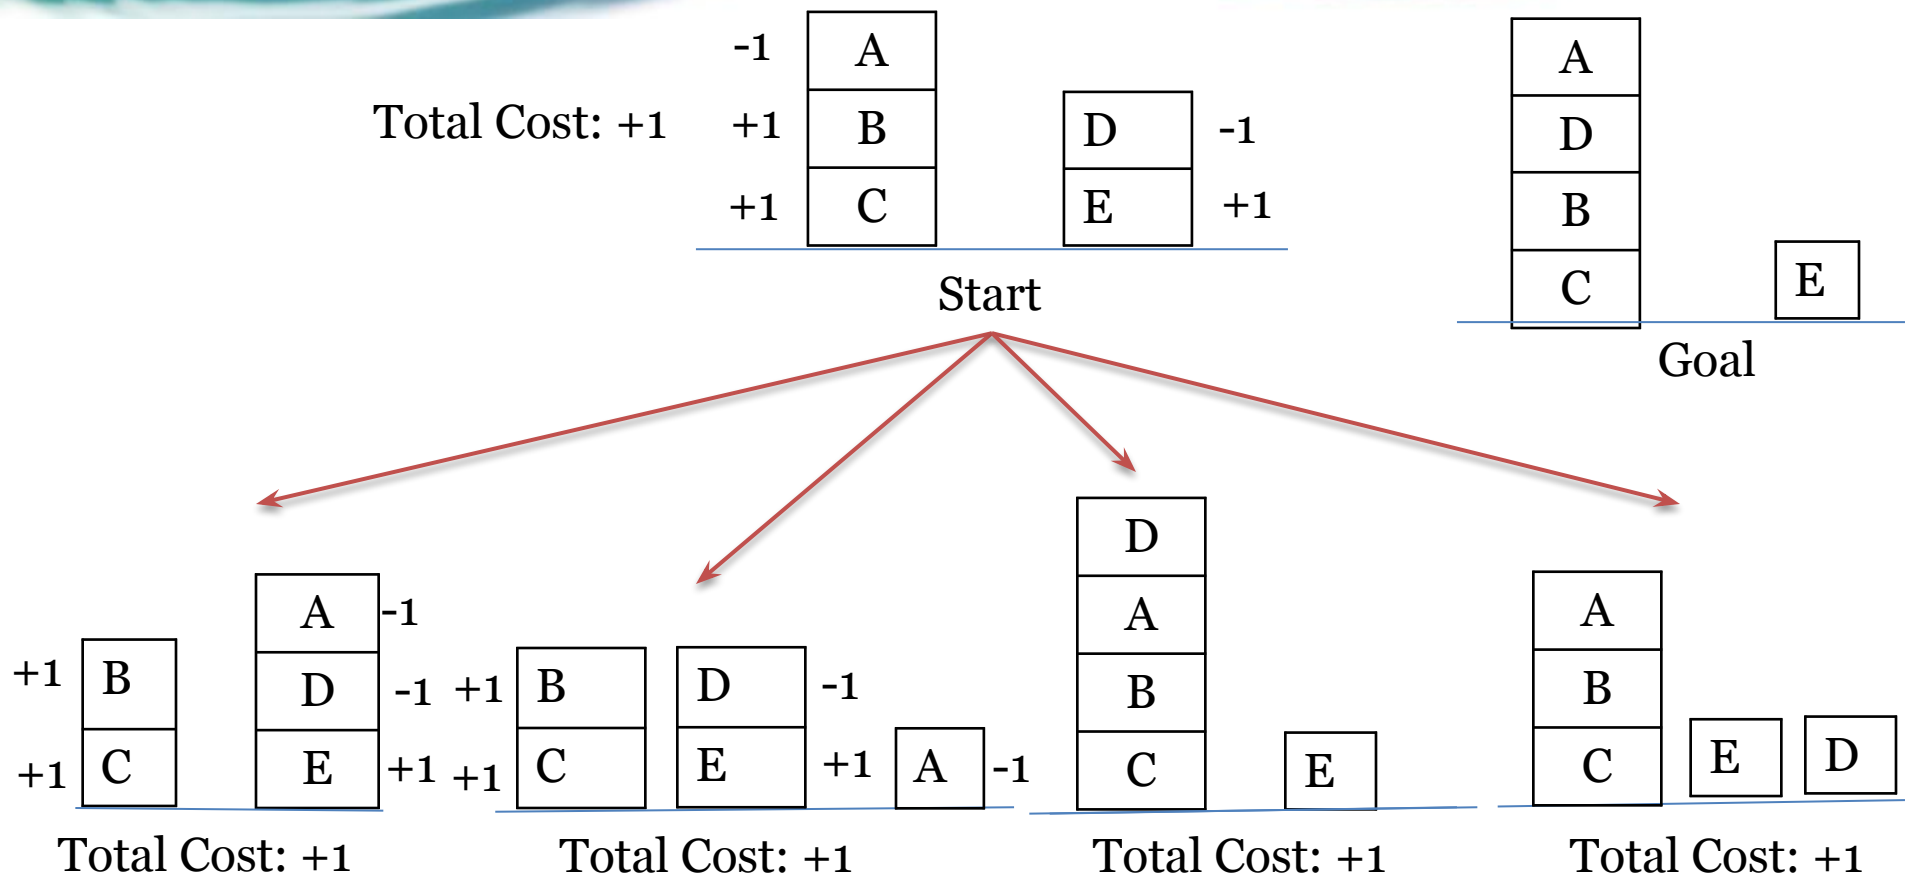 -1 A
Total Cost: +1 +1 B D -1
+1 C E +1
Start
A
D
B
C E
Goal
A -1
+1 B D -1
+1 C E +1
Total Cost: +1
+1 B D -1
+1 C E +1 A -1
Total Cost: +1
D
A
B
C E
Total Cost: +1
A
B
C E D
Total Cost: +1